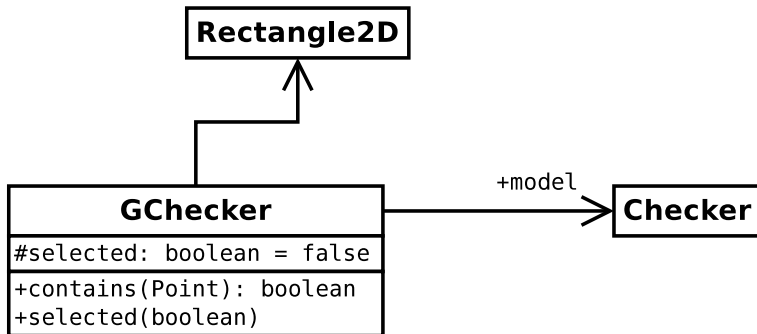 Rectangle2D
+model
GChecker
Checker
#selected: boolean = false
+contains(Point): boolean
+selected(boolean)